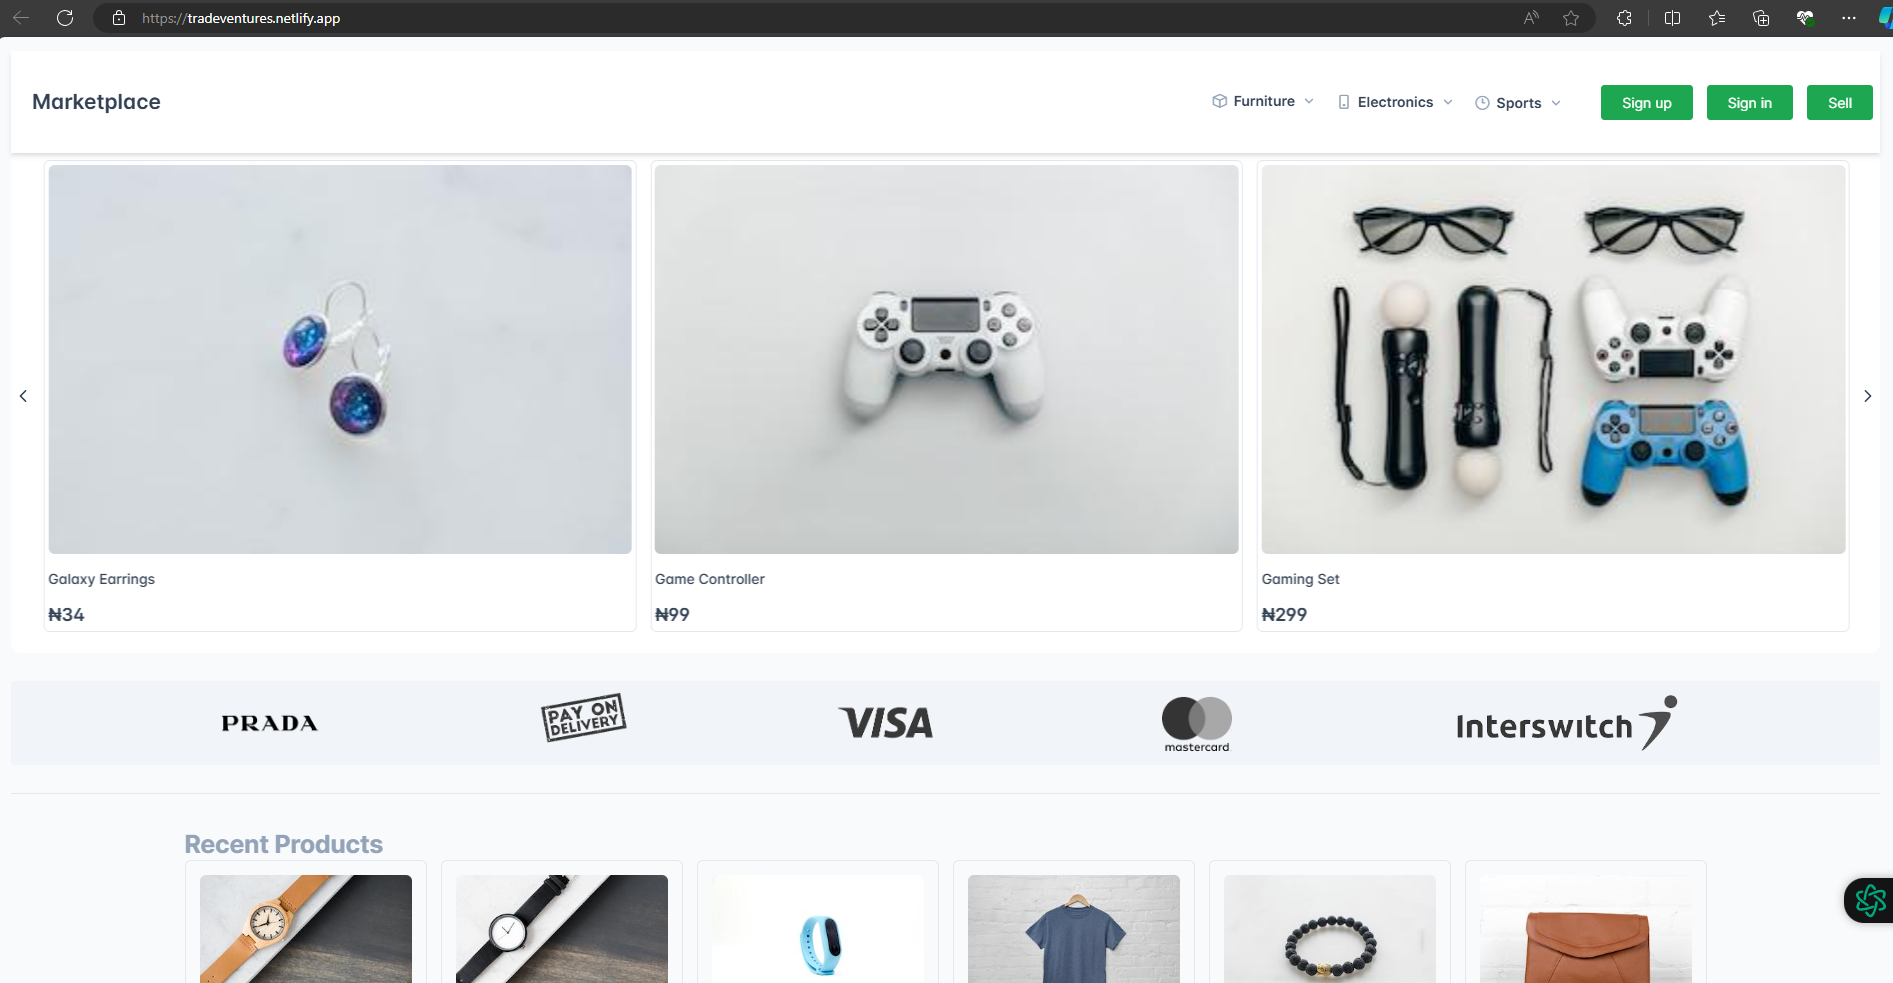 https://tradeventures.netlify.app
Marketplace
Furniture
Electronics
Sports
Sign up
Sign in
Sell
Galaxy Earrings
₦34
Game Controller
₦99
Gaming Set
₦299
PRADA
PAY ON
DELIVERY
VISA
mastercard
Interswitch
Recent Products